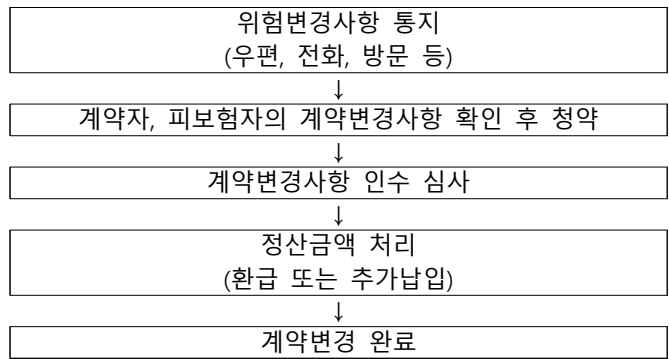 위험변경사항 통지
(우편, 전화, 방문 등)
↓
계약자, 피보험자의 계약변경사항 확인 후 청약
↓
계약변경사항 인수 심사
↓
정산금액 처리
(환급 또는 추가납입)
↓
계약변경 완료